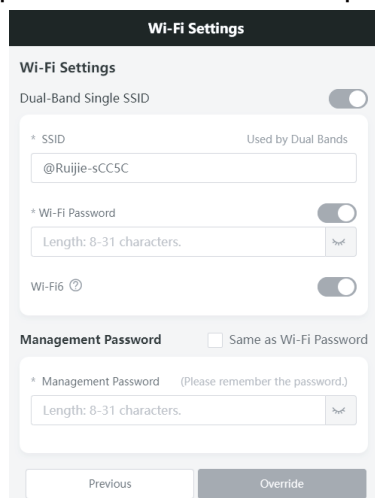 Wi-Fi Settings
Wi-Fi Settings
Dual-Band Single SSID
* SSID Used by Dual Bands
@Ruijie-sCC5C
* Wi-Fi Password
Length: 8-31 characters.
Wi-Fi6 ?
Management Password Same as Wi-Fi Password
* Management Password (Please remember the password.)
Length: 8-31 characters.
Previous Override